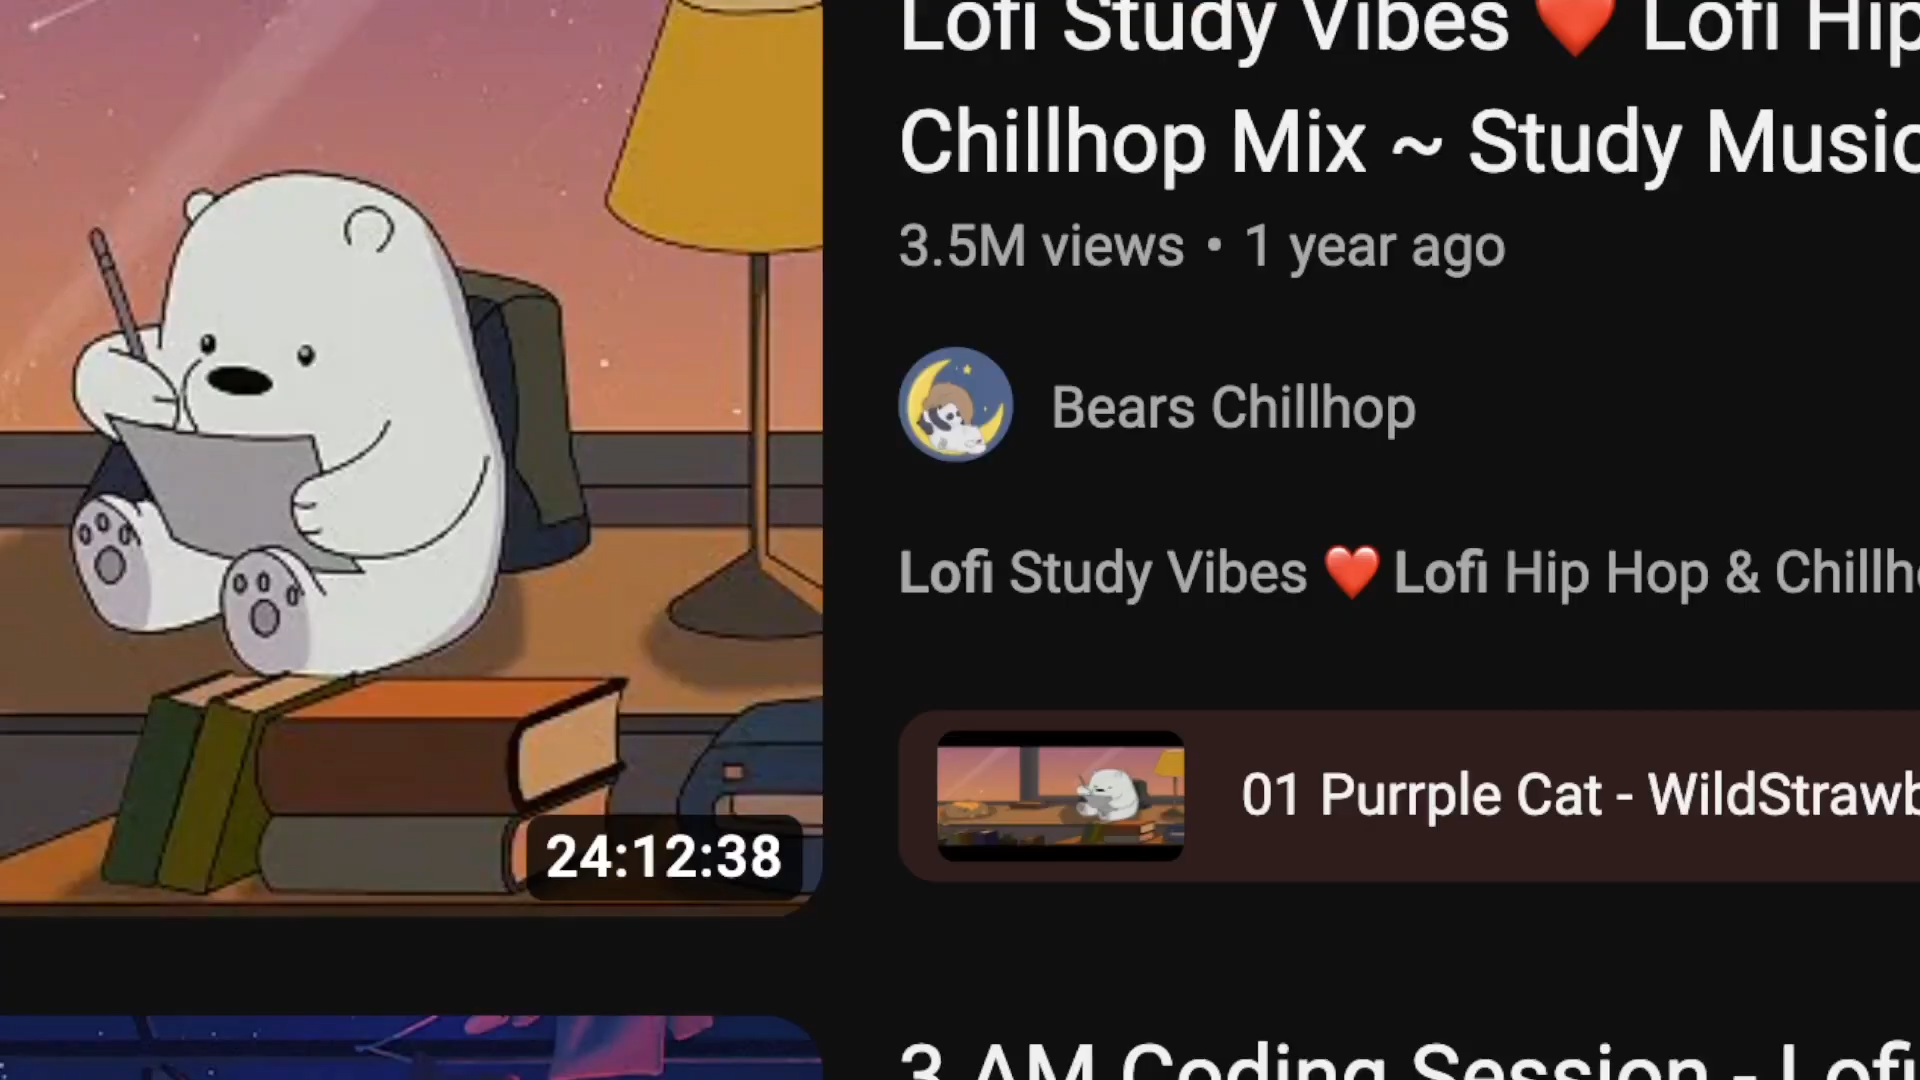 Lofi Study Vibes ❤️ Lofi Hip
Chillhop Mix ~ Study Music
3.5M views • 1 year ago
Bears Chillhop
Lofi Study Vibes ❤️ Lofi Hip Hop & Chillh
01 Purrple Cat - WildStrawb
24:12:38
3 AM Coding Session - Lofi